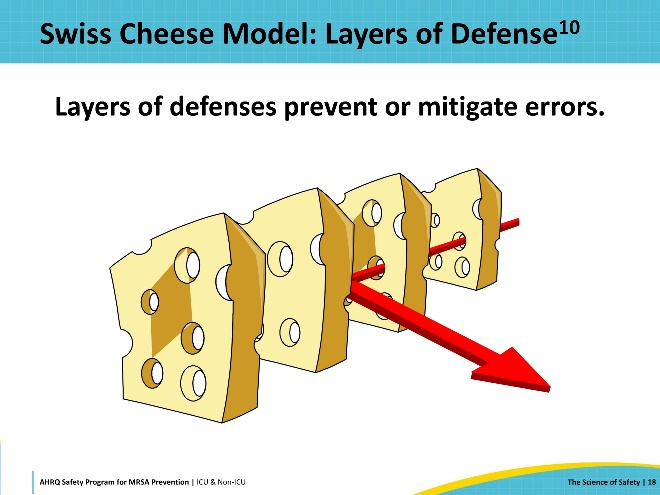 Swiss Cheese Model: Layers of Defense10
Layers of defenses prevent or mitigate errors.
AHRQ Safety Program for MRSA Prevention | ICU & Non-ICU
The Science of Safety | 18